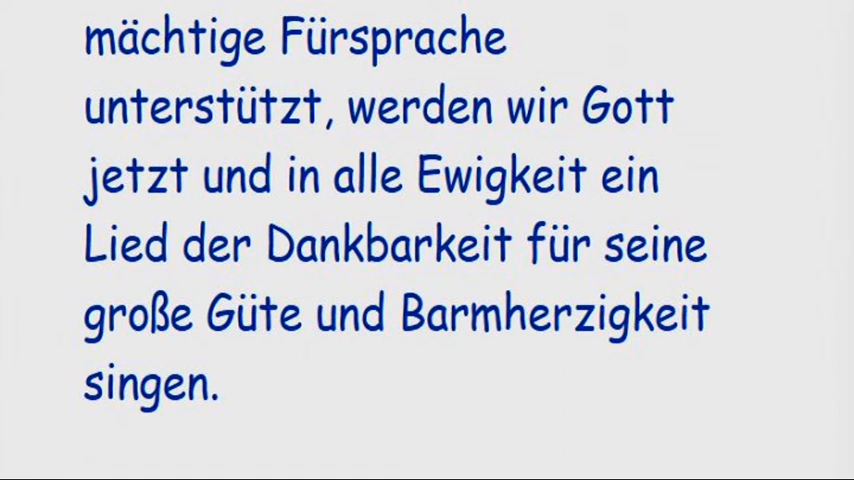 mächtige Fürsprache
unterstützt, werden wir Gott
jetzt und in alle Ewigkeit ein
Lied der Dankbarkeit für seine
große Güte und Barmherzigkeit
singen.